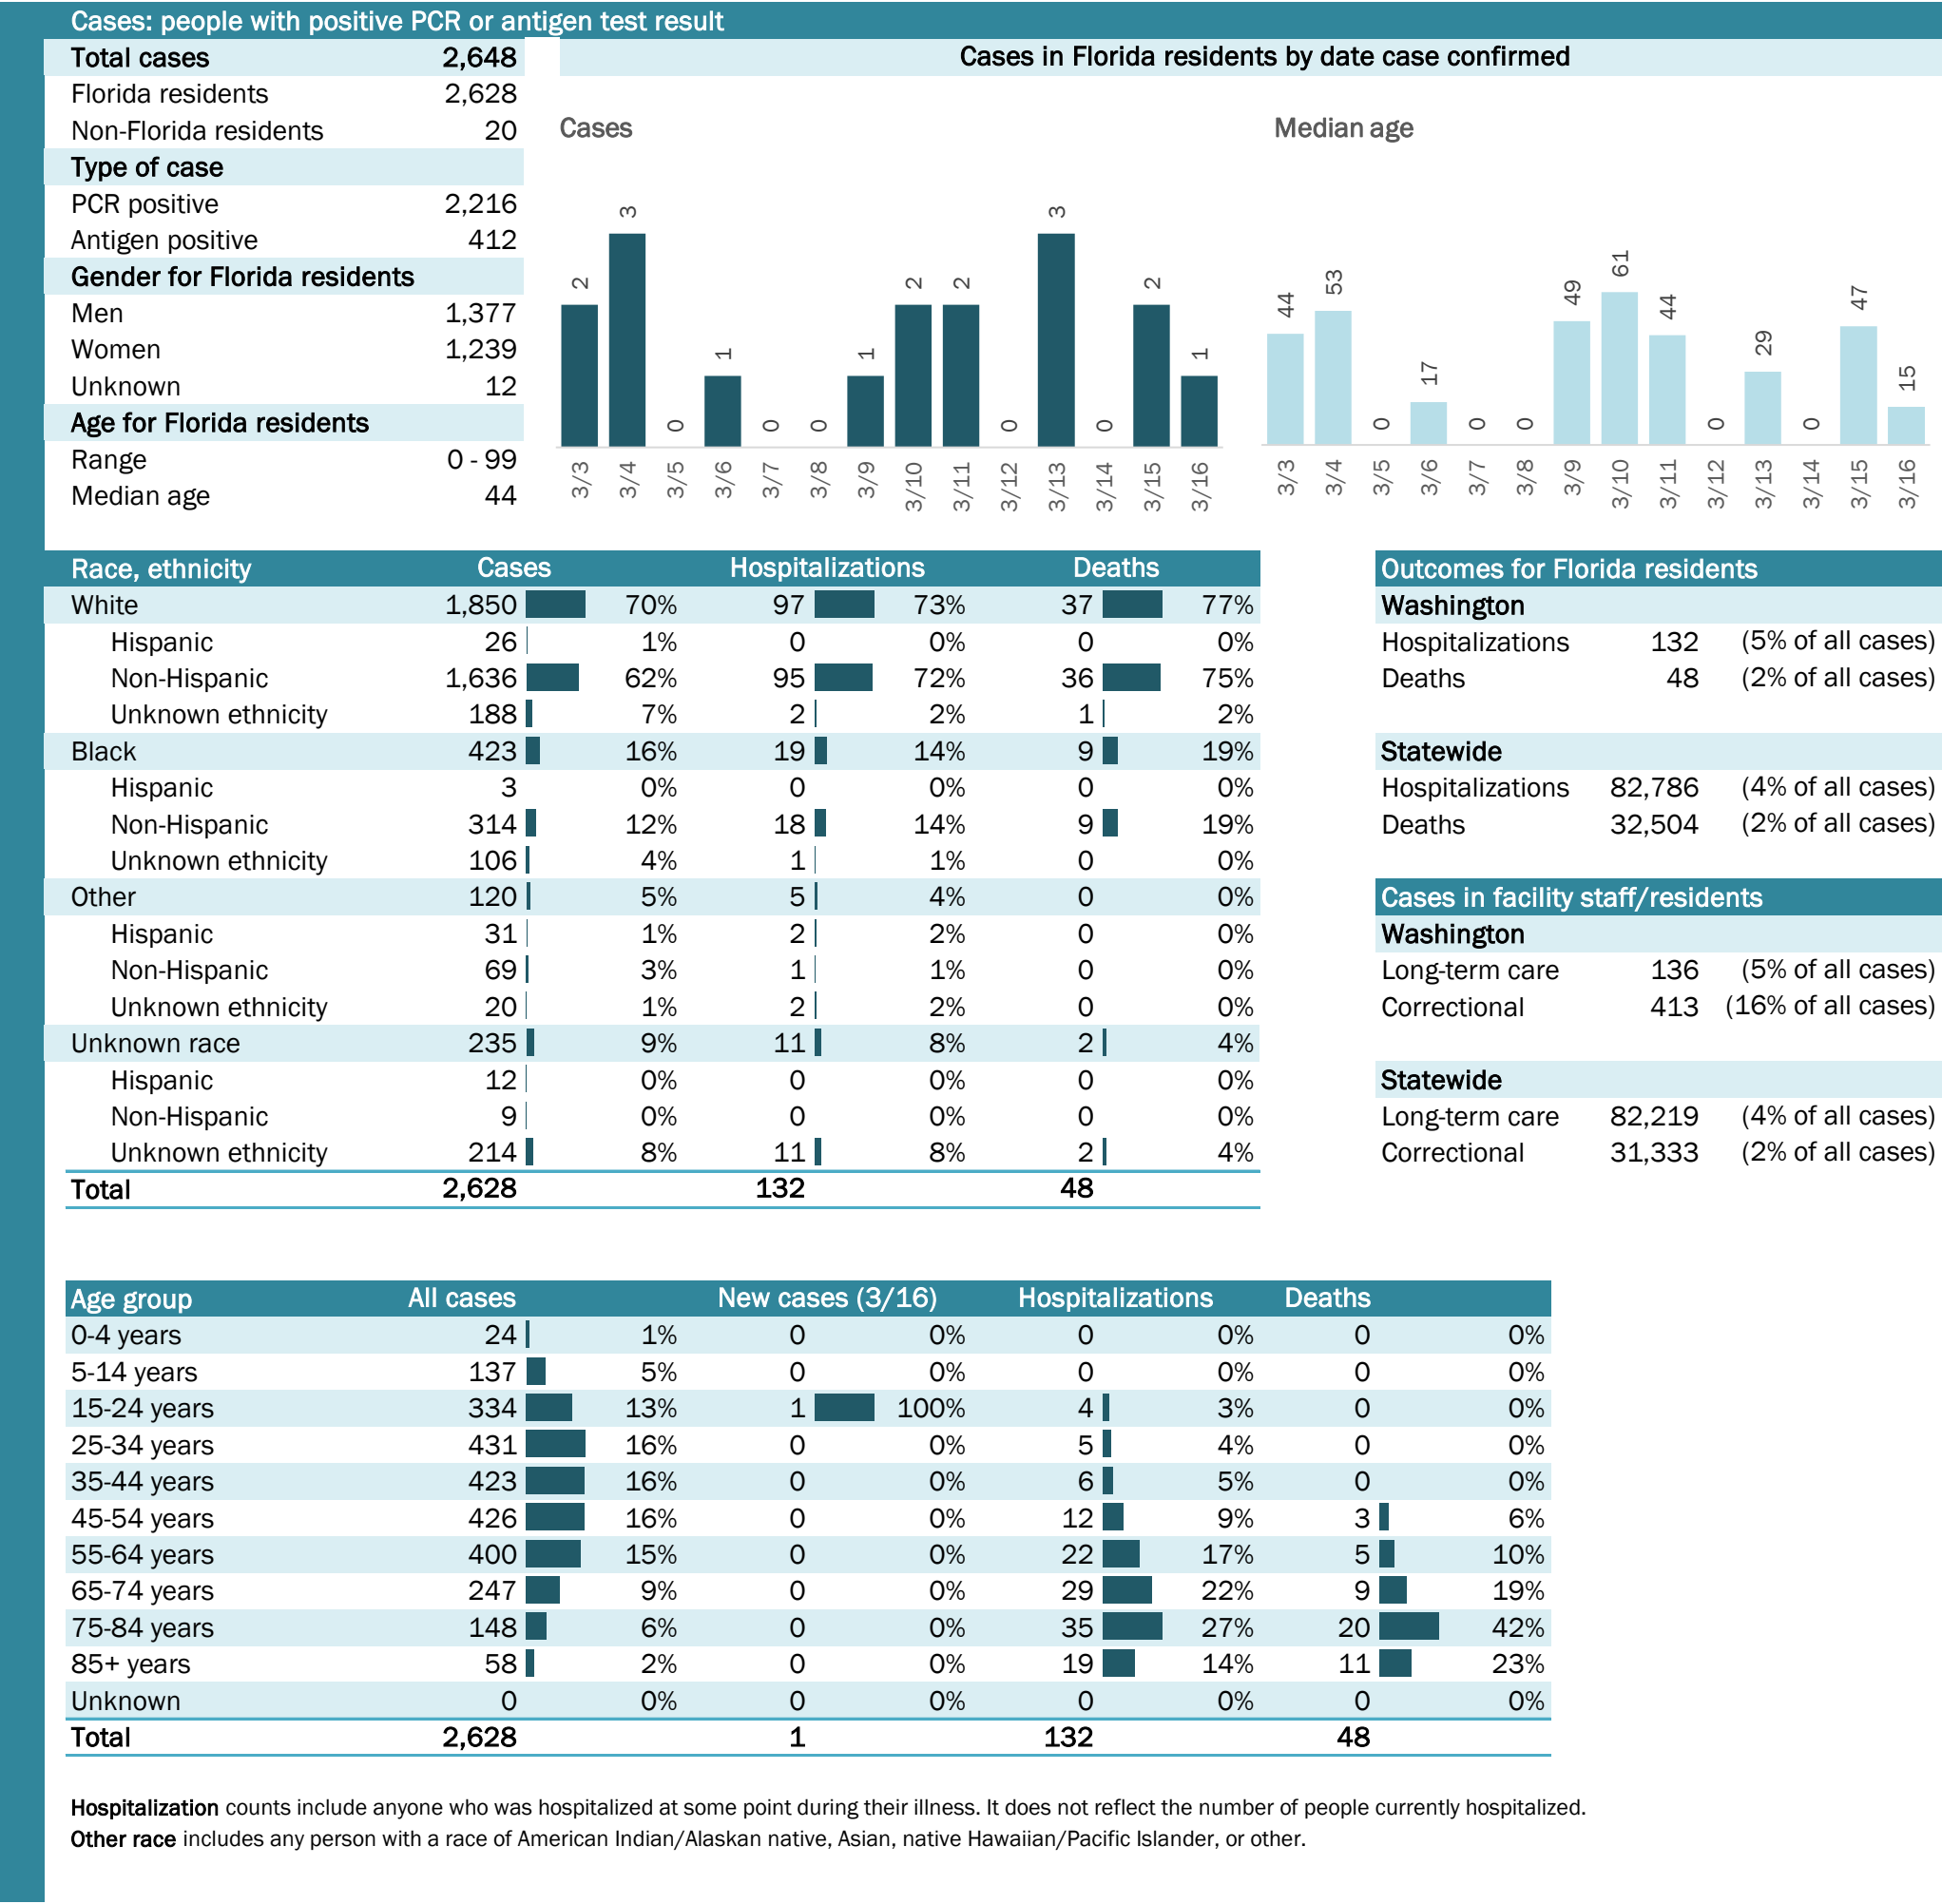 Cases: people with positive PCR or antigen test result
Total cases 2,648
Florida residents 2,628
Non-Florida residents 20
Type of case
PCR positive 2,216
Antigen positive 412
Gender for Florida residents
Men 1,377
Women 1,239
Unknown 12
Age for Florida residents
Range 0 - 99
Median age 44
Cases in Florida residents by date case confirmed
Cases
2 3 0 1 0 0 1 2 2 0 3 0 2 1
3/3 3/4 3/5 3/6 3/7 3/8 3/9 3/10 3/11 3/12 3/13 3/14 3/15 3/16
Median age
44 53 0 17 0 0 49 61 44 0 29 0 47 15
3/3 3/4 3/5 3/6 3/7 3/8 3/9 3/10 3/11 3/12 3/13 3/14 3/15 3/16
Race, ethnicity Cases Hospitalizations Deaths
White 1,850 70% 97 73% 37 77%
Hispanic 26 1% 0 0% 0 0%
Non-Hispanic 1,636 62% 95 72% 36 75%
Unknown ethnicity 188 7% 2 2% 1 2%
Black 423 16% 19 14% 9 19%
Hispanic 3 0% 0 0% 0 0%
Non-Hispanic 314 12% 18 14% 9 19%
Unknown ethnicity 106 4% 1 1% 0 0%
Other 120 5% 5 4% 0 0%
Hispanic 31 1% 2 2% 0 0%
Non-Hispanic 69 3% 1 1% 0 0%
Unknown ethnicity 20 1% 2 2% 0 0%
Unknown race 235 9% 11 8% 2 4%
Hispanic 12 0% 0 0% 0 0%
Non-Hispanic 9 0% 0 0% 0 0%
Unknown ethnicity 214 8% 11 8% 2 4%
Total 2,628 132 48
Outcomes for Florida residents
Washington
Hospitalizations 132 (5% of all cases)
Deaths 48 (2% of all cases)
Statewide
Hospitalizations 82,786 (4% of all cases)
Deaths 32,504 (2% of all cases)
Cases in facility staff/residents
Washington
Long-term care 136 (5% of all cases)
Correctional 413 (16% of all cases)
Statewide
Long-term care 82,219 (4% of all cases)
Correctional 31,333 (2% of all cases)
Age group All cases New cases (3/16) Hospitalizations Deaths
0-4 years 24 1% 0 0% 0 0% 0 0%
5-14 years 137 5% 0 0% 0 0% 0 0%
15-24 years 334 13% 1 100% 4 3% 0 0%
25-34 years 431 16% 0 0% 5 4% 0 0%
35-44 years 423 16% 0 0% 6 5% 0 0%
45-54 years 426 16% 0 0% 12 9% 3 6%
55-64 years 400 15% 0 0% 22 17% 5 10%
65-74 years 247 9% 0 0% 29 22% 9 19%
75-84 years 148 6% 0 0% 35 27% 20 42%
85+ years 58 2% 0 0% 19 14% 11 23%
Unknown 0 0% 0 0% 0 0% 0 0%
Total 2,628 1 132 48
Hospitalization counts include anyone who was hospitalized at some point during their illness. It does not reflect the number of people currently hospitalized.
Other race includes any person with a race of American Indian/Alaskan native, Asian, native Hawaiian/Pacific Islander, or other.